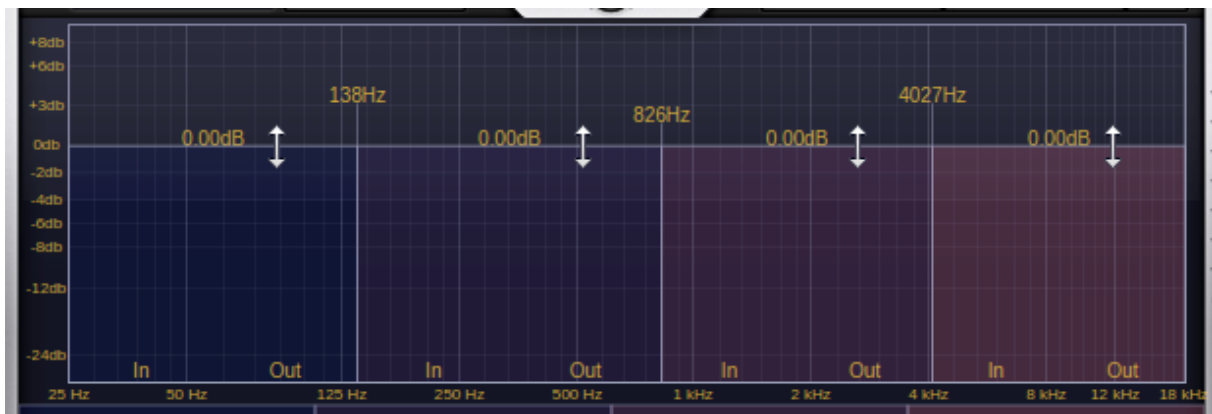 +8db
+6db
138Hz
4027Hz
+3db
826Hz
0.00dB 0.00dB 0.00dB 0.00dB
0db
-2db
-4db
-6db
-8db
-12db
-24db
In Out In Out In Out In Out
25 Hz 50 Hz 125 Hz 250 Hz 500 Hz 1 kHz 2 kHz 4 kHz 8 kHz 12 kHz 18 kHz